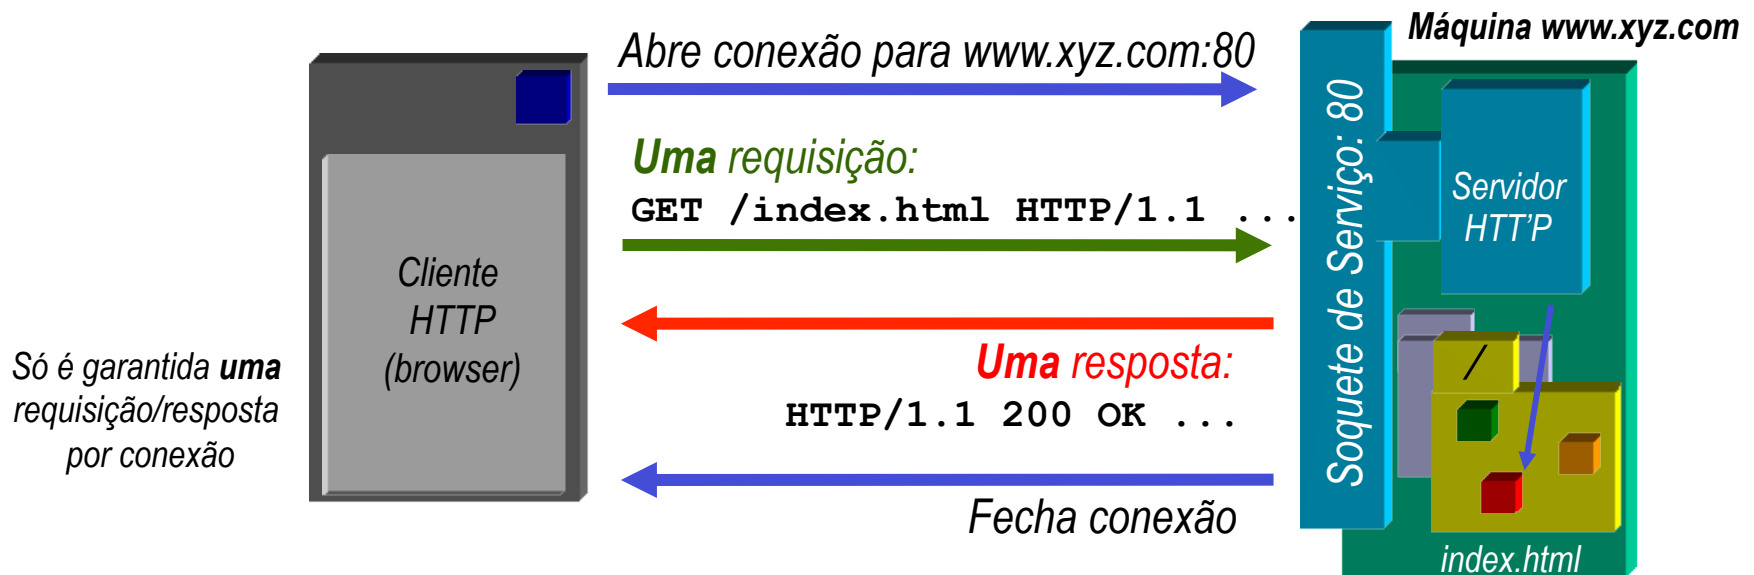 Máquina www.xyz.com
Abre conexão para www.xyz.com:80
Uma requisição:
GET /index.html HTTP/1.1 ...
Cliente
HTTP
(browser)
Só é garantida uma
requisição/resposta
por conexão
Uma resposta:
HTTP/1.1 200 OK ...
Fecha conexão
Soquete de Serviço: 80
Servidor
HTT’P
/
index.html